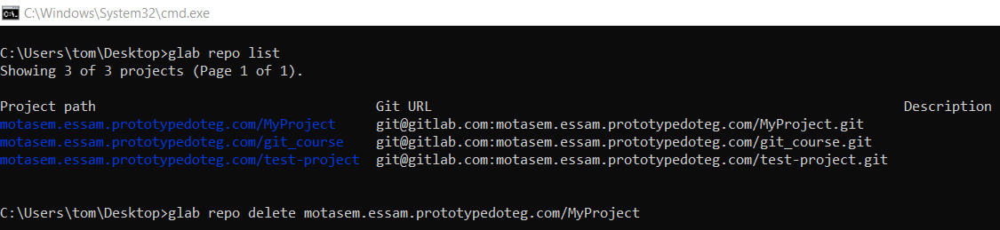 C:\Windows\System32\cmd.exe
C:\Users\tom\Desktop>glab repo list
Showing 3 of 3 projects (Page 1 of 1).
Project path Git URL Description
motasem.essam.prototypedoteg.com/MyProject git@gitlab.com:motasem.essam.prototypedoteg.com/MyProject.git
motasem.essam.prototypedoteg.com/git_course git@gitlab.com:motasem.essam.prototypedoteg.com/git_course.git
motasem.essam.prototypedoteg.com/test-project git@gitlab.com:motasem.essam.prototypedoteg.com/test-project.git
C:\Users\tom\Desktop>glab repo delete motasem.essam.prototypedoteg.com/MyProject